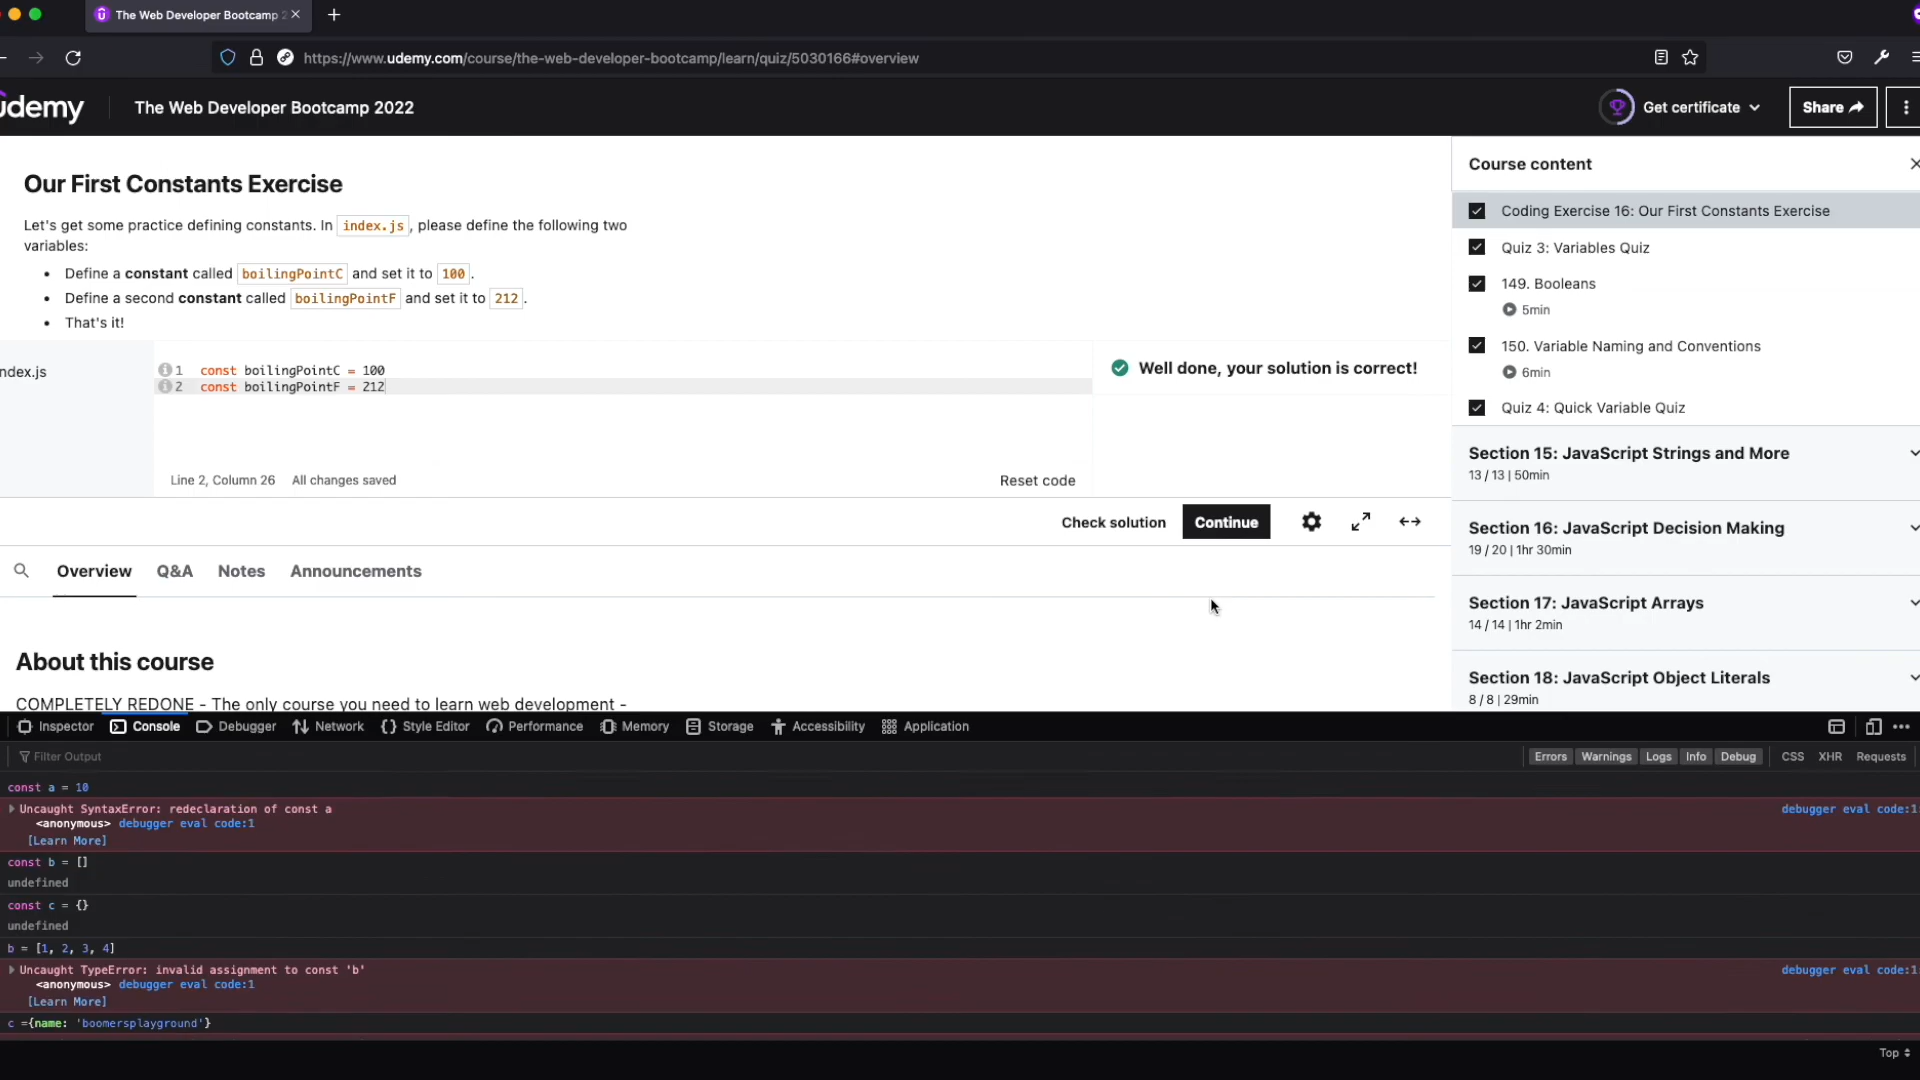 The Web Developer Bootcamp 2
https://www.udemy.com/course/the-web-developer-bootcamp/learn/quiz/5030166#overview
udemy
The Web Developer Bootcamp 2022
Get certificate
Share
Our First Constants Exercise
Let's get some practice defining constants. In index.js, please define the following two
variables:
• Define a constant called boilingPointC and set it to 100.
• Define a second constant called boilingPointF and set it to 212.
• That's it!
ndex.js
1 const boilingPointC = 100
2 const boilingPointF = 212
Line 2, Column 26 All changes saved
Reset code
Well done, your solution is correct!
Check solution
Continue
Overview
Q&A
Notes
Announcements
About this course
COMPLETELY REDONE - The only course you need to learn web development -
Course content
Coding Exercise 16: Our First Constants Exercise
Quiz 3: Variables Quiz
149. Booleans
5min
150. Variable Naming and Conventions
6min
Quiz 4: Quick Variable Quiz
Section 15: JavaScript Strings and More
13 / 13 | 50min
Section 16: JavaScript Decision Making
19 / 20 | 1hr 30min
Section 17: JavaScript Arrays
14 / 14 | 1hr 2min
Section 18: JavaScript Object Literals
8 / 8 | 29min
Inspector Console Debugger Network Style Editor Performance Memory Storage Accessibility Application
Filter Output
Errors Warnings Logs Info Debug CSS XHR Requests
const a = 10
Uncaught SyntaxError: redeclaration of const a
debugger eval code:1
<anonymous> debugger eval code:1
[Learn More]
const b = []
undefined
const c = {}
undefined
b = [1, 2, 3, 4]
Uncaught TypeError: invalid assignment to const 'b'
debugger eval code:1
<anonymous> debugger eval code:1
[Learn More]
c ={name: 'boomersplayground'}
Top